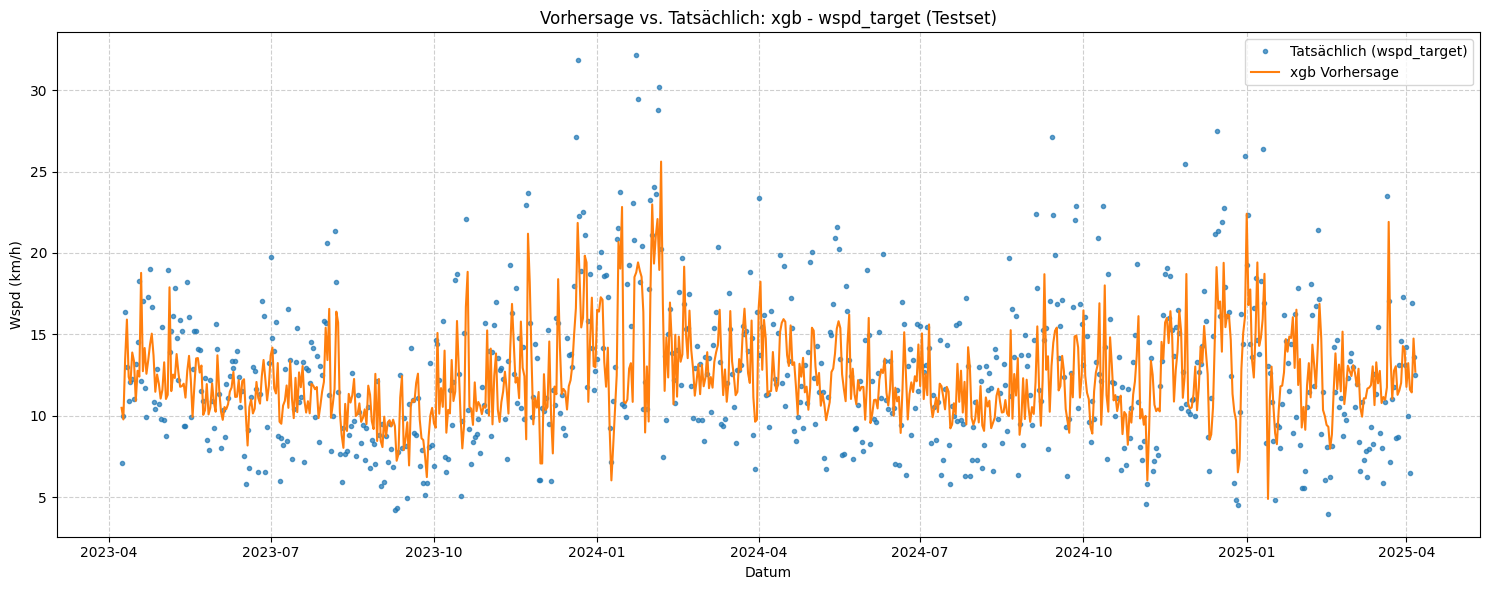 Vorhersage vs. Tatsächlich: xgb - wspd_target (Testset)
Tatsächlich (wspd_target)
xgb Vorhersage
Wspd (km/h)
30
25
20
15
10
5
2023-04 2023-07 2023-10 2024-01 2024-04 2024-07 2024-10 2025-01 2025-04
Datum